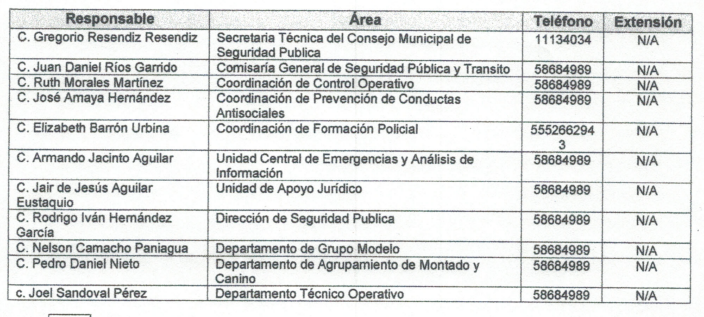 Responsable Área Teléfono Extensión
C. Gregorio Resendiz Resendiz Secretaria Técnica del Consejo Municipal de 11134034 N/A
Seguridad Publica
C. Juan Daniel Ríos Garrido Comisaría General de Seguridad Pública y Transito 58684989 N/A
C. Ruth Morales Martínez Coordinación de Control Operativo 58684989 N/A
C. José Amaya Hernández Coordinación de Prevención de Conductas 58684989 N/A
Antisociales
C. Elizabeth Barrón Urbina Coordinación de Formación Policial 555266294 N/A
3
C. Armando Jacinto Aguilar Unidad Central de Emergencias y Análisis de 58684989 N/A
Información
C. Jair de Jesús Aguilar Unidad de Apoyo Jurídico 58684989 N/A
Eustaquio
C. Rodrigo Iván Hernández Dirección de Seguridad Publica 58684989 N/A
García
C. Nelson Camacho Paniagua Departamento de Grupo Modelo 58684989 N/A
C. Pedro Daniel Nieto Departamento de Agrupamiento de Montado y 58684989 N/A
Canino
c. Joel Sandoval Pérez Departamento Técnico Operativo 58684989 N/A